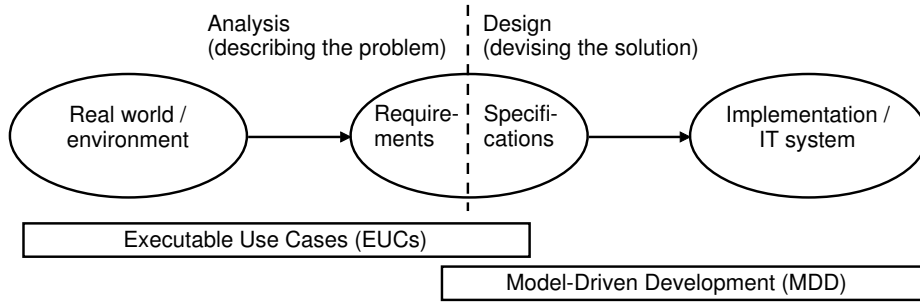 Analysis
(describing the problem)
Design
(devising the solution)
Real world /
environment
Require-
ments
Specifi-
cations
Implementation /
IT system
Executable Use Cases (EUCs)
Model-Driven Development (MDD)